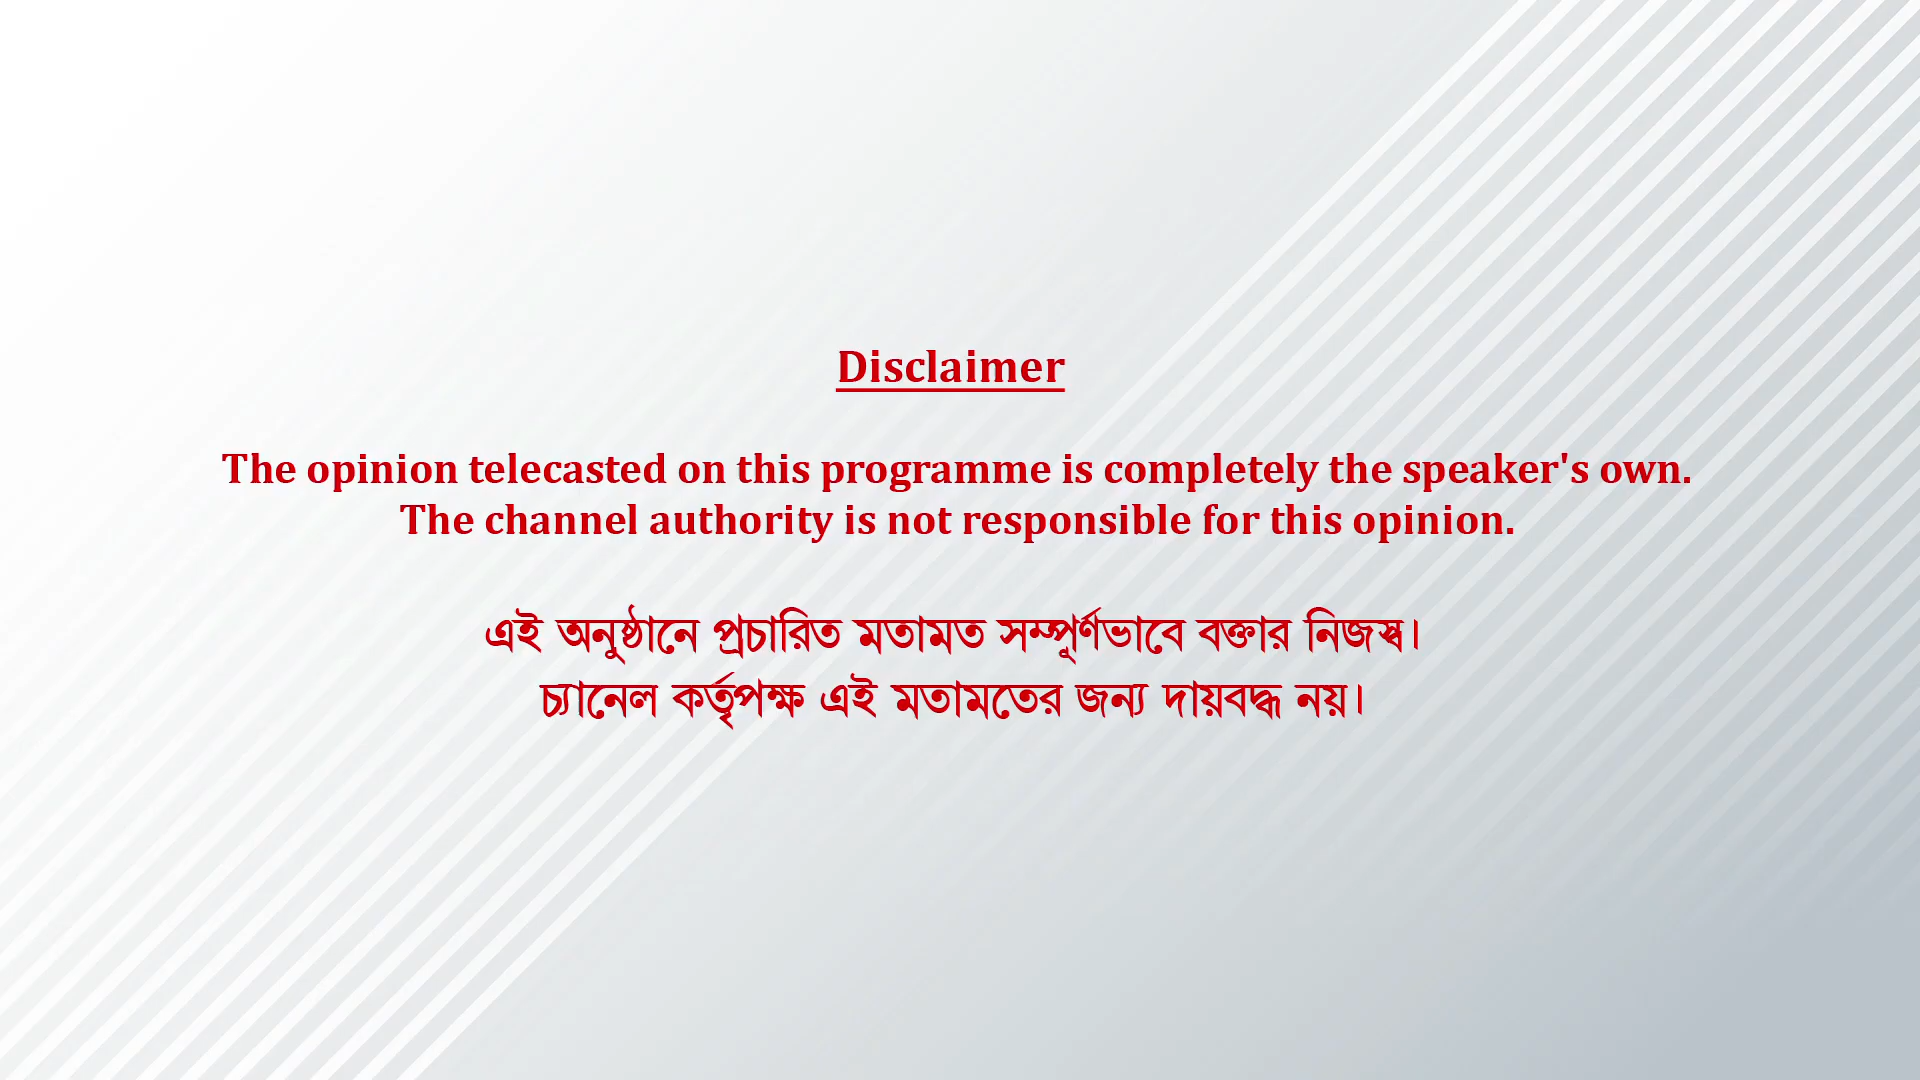 Disclaimer
The opinion telecasted on this programme is completely the speaker's own.
The channel authority is not responsible for this opinion.
এই অনুষ্ঠানে প্রচারিত মতামত সম্পূর্ণভাবে বক্তার নিজস্ব।
চ্যানেল কর্তৃপক্ষ এই মতামতের জন্য দায়বদ্ধ নয়।